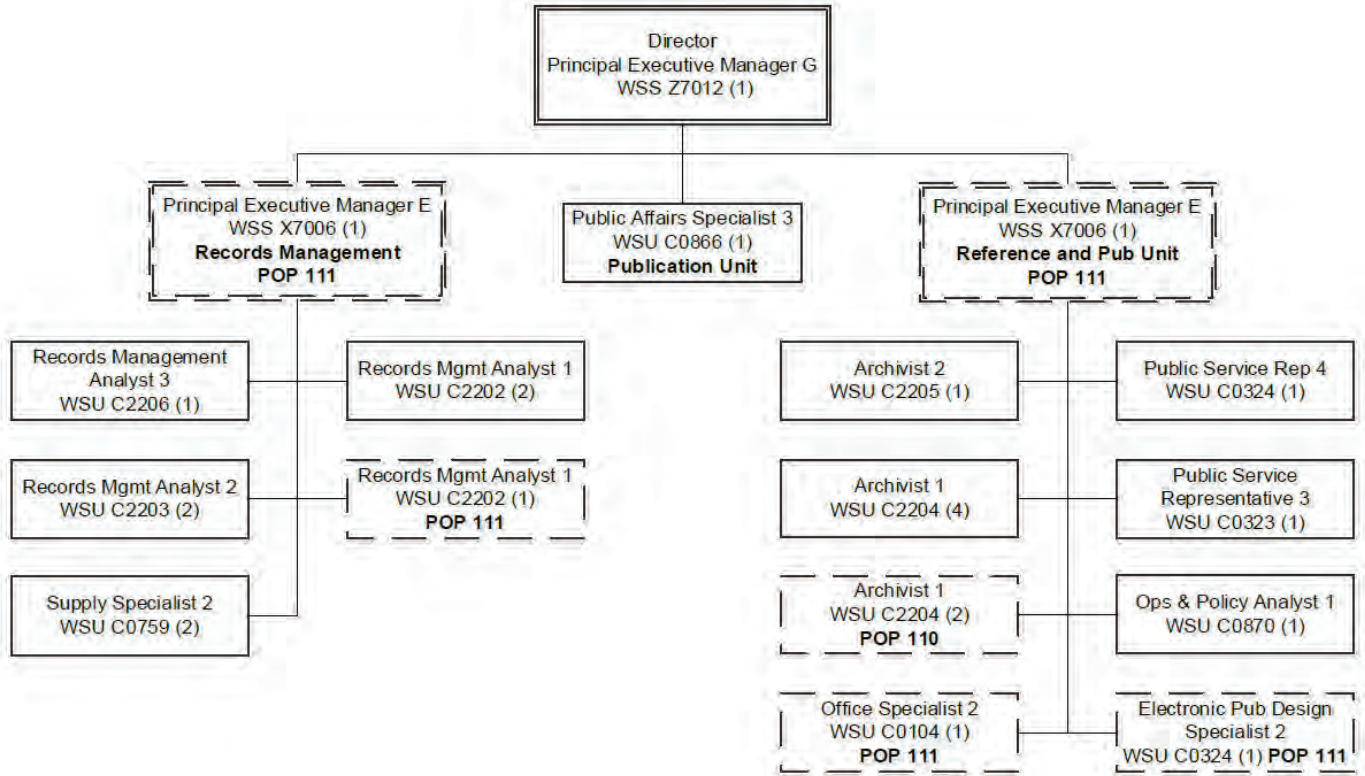 Director
Principal Executive Manager G
WSS Z7012 (1)
Principal Executive Manager E
WSS X7006 (1)
Records Management
POP 111
Public Affairs Specialist 3
WSU C0866 (1)
Publication Unit
Principal Executive Manager E
WSS X7006 (1)
Reference and Pub Unit
POP 111
Records Management
Analyst 3
WSU C2206 (1)
Records Mgmt Analyst 1
WSU C2202 (2)
Archivist 2
WSU C2205 (1)
Public Service Rep 4
WSU C0324 (1)
Records Mgmt Analyst 2
WSU C2203 (2)
Records Mgmt Analyst 1
WSU C2202 (1)
POP 111
Archivist 1
WSU C2204 (4)
Public Service
Representative 3
WSU C0323 (1)
Supply Specialist 2
WSU C0759 (2)
Archivist 1
WSU C2204 (2)
POP 110
Ops & Policy Analyst 1
WSU C0870 (1)
Office Specialist 2
WSU C0104 (1)
POP 111
Electronic Pub Design
Specialist 2
WSU C0324 (1) POP 111